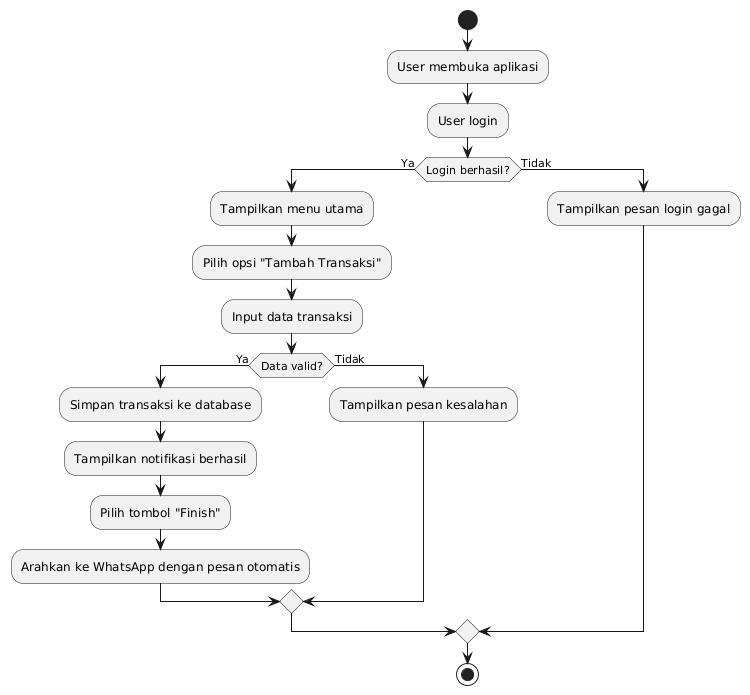 User membuka aplikasi
User login
Ya
Login berhasil?
Tidak
Tampilkan menu utama
Tampilkan pesan login gagal
Pilih opsi "Tambah Transaksi"
Input data transaksi
Ya
Data valid?
Tidak
Simpan transaksi ke database
Tampilkan pesan kesalahan
Tampilkan notifikasi berhasil
Pilih tombol "Finish"
Arahkan ke WhatsApp dengan pesan otomatis